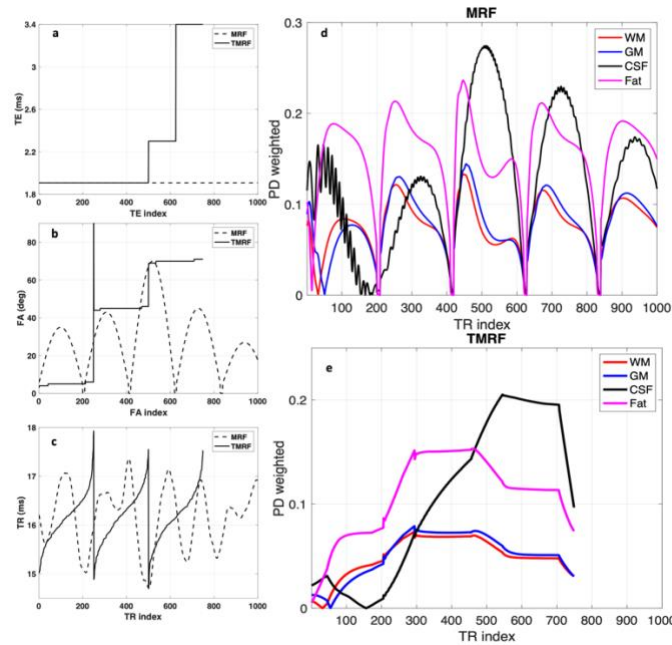 a
MRF
TMRF
3.4
3
2.6
2.2
1.8
TE (ms)
0
200
400
600
800
1000
TE index
b
MRF
TMRF
80
60
40
20
0
FA (deg)
0
200
400
600
800
1000
FA index
c
MRF
TMRF
18
17
16
15
TR (ms)
0
200
400
600
800
1000
TR index
MRF
d
WM
GM
CSF
Fat
0.3
0.2
0.1
0
PD weighted
100 200 300 400 500 600 700 800 900 1000
TR index
TMRF
e
WM
GM
CSF
Fat
0.2
0.1
0
PD weighted
0 100 200 300 400 500 600 700 800 900 1000
TR index